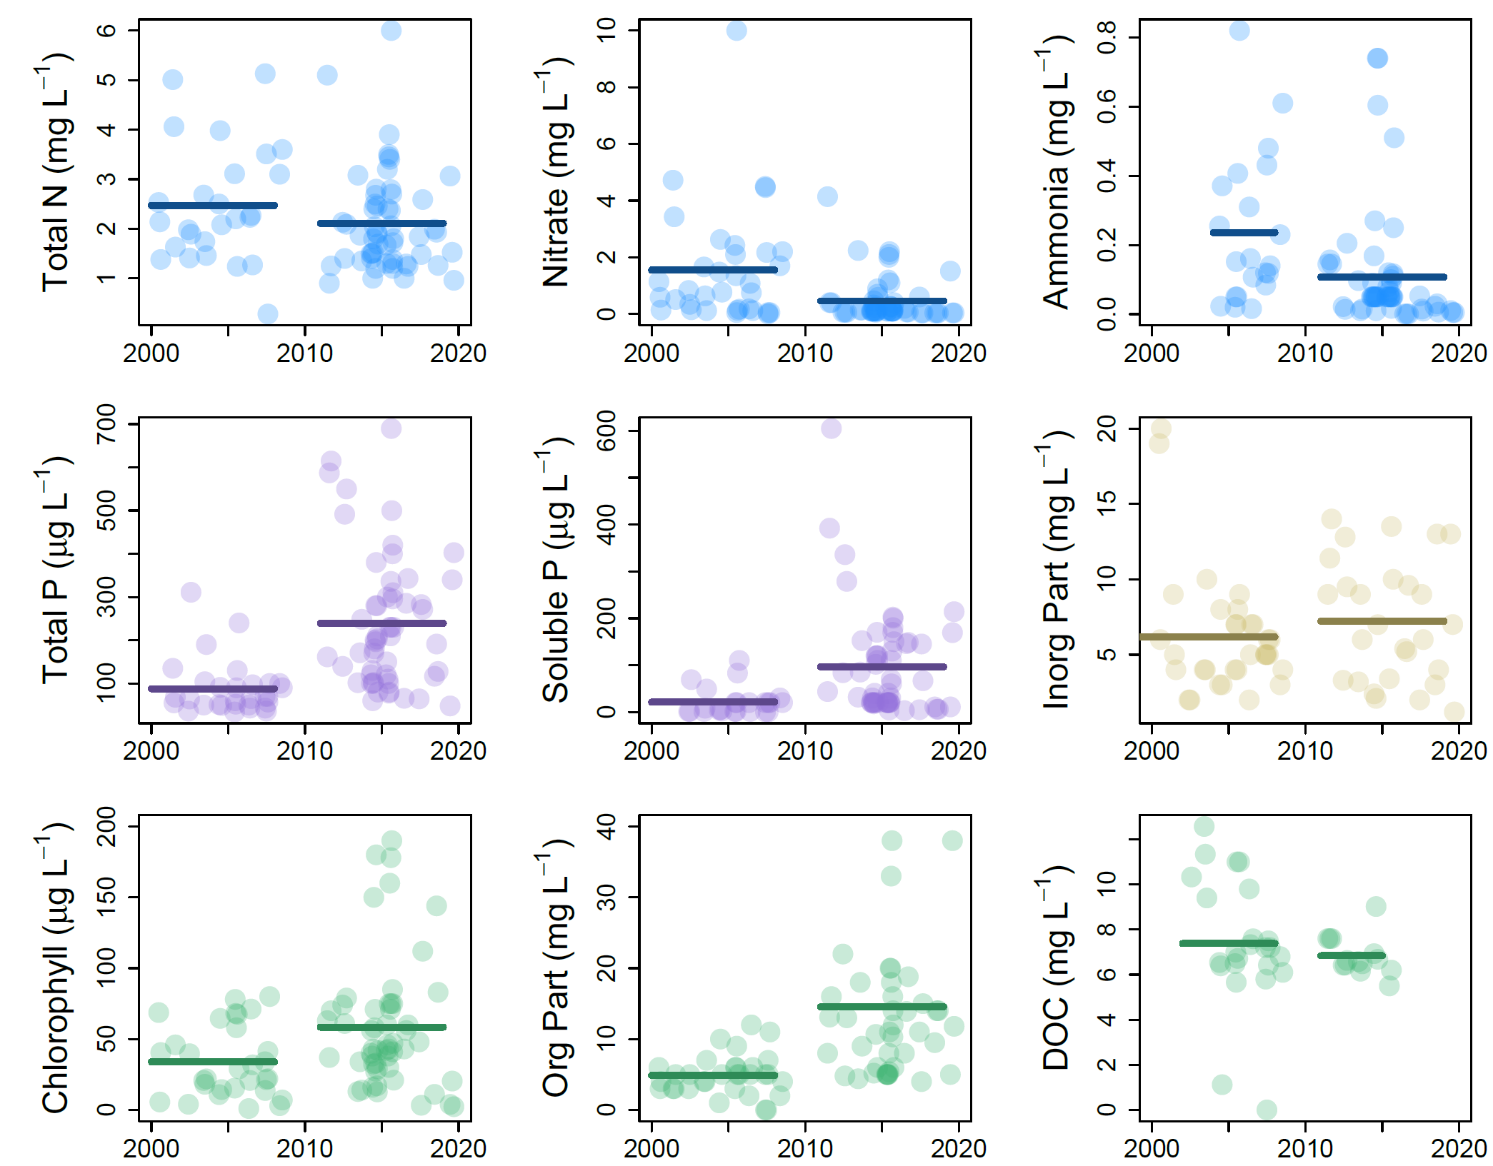 Total N (mg L⁻¹)
1 2 3 4 5 6
2000 2010 2020
Nitrate (mg L⁻¹)
0 2 4 6 8 10
2000 2010 2020
Ammonia (mg L⁻¹)
0.0 0.2 0.4 0.6 0.8
2000 2010 2020
Total P (µg L⁻¹)
100 300 500 700
2000 2010 2020
Soluble P (µg L⁻¹)
0 200 400 600
2000 2010 2020
Inorg Part (mg L⁻¹)
5 10 15 20
2000 2010 2020
Chlorophyll (µg L⁻¹)
0 50 100 150 200
2000 2010 2020
Org Part (mg L⁻¹)
0 10 20 30 40
2000 2010 2020
DOC (mg L⁻¹)
0 2 4 6 8 10
2000 2010 2020